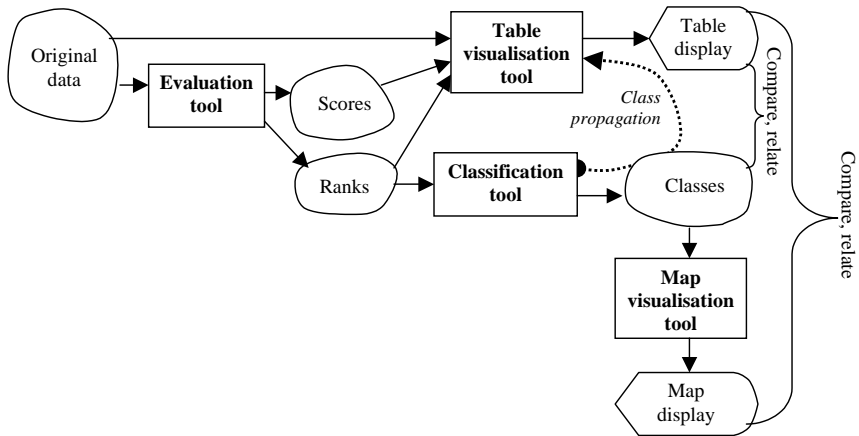 Original
data
Evaluation
tool
Scores
Ranks
Table
visualisation
tool
Table
display
Class
propagation
Classification
tool
Classes
Compare, relate
Compare, relate
Map
visualisation
tool
Map
display